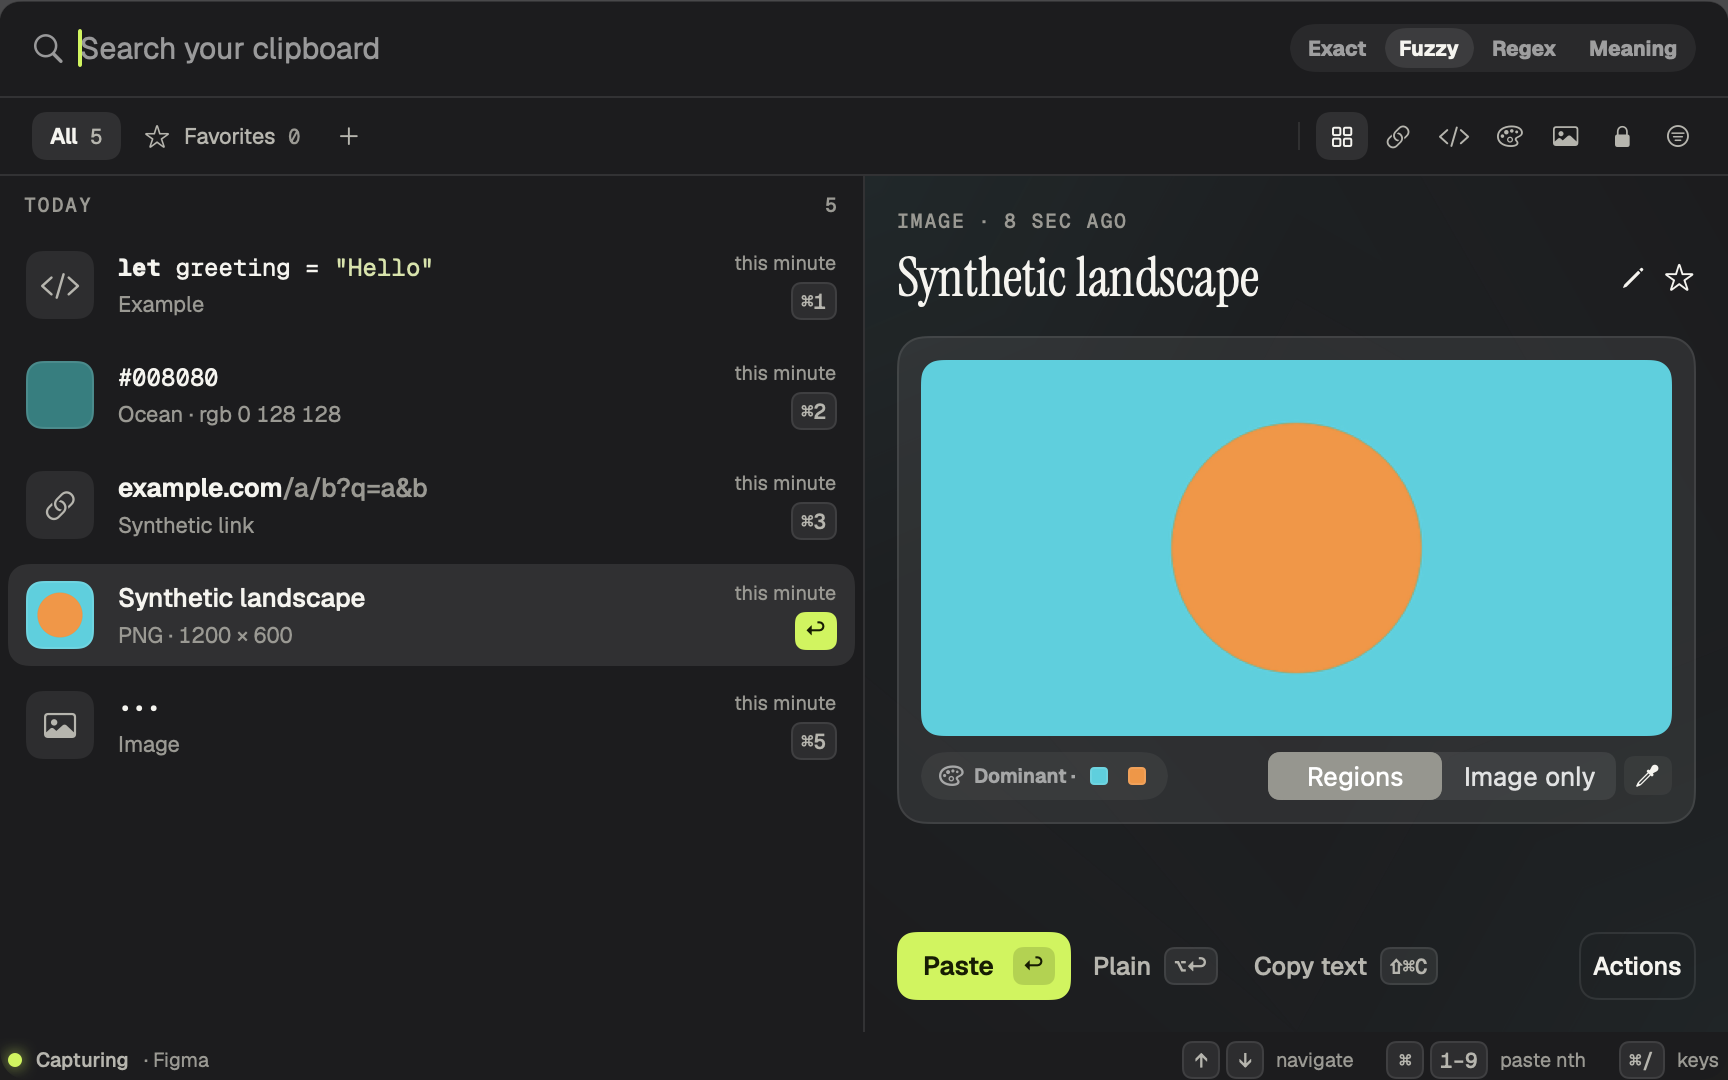 Search your clipboard
Exact Fuzzy Regex Meaning
All 5 Favorites 0 +
TODAY 5
let greeting = "Hello" this minute
Example ⌘1
#008080 this minute
Ocean · rgb 0 128 128 ⌘2
example.com/a/b?q=a&b this minute
Synthetic link ⌘3
Synthetic landscape this minute
PNG · 1200 × 600 ↩
... this minute
Image ⌘5
IMAGE · 8 SEC AGO
Synthetic landscape
Dominant · Regions Image only
Paste ↩ Plain ⌥↩ Copy text ⇧⌘C Actions
Capturing · Figma ↑ ↓ navigate ⌘ 1–9 paste nth ⌘/ keys